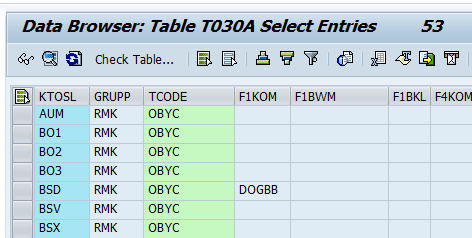 Data Browser: Table T030A Select Entries 53
Check Table...
KTOSL GRUPP TCODE F1KOM F1BWM F1BKL F4KOM
AUM RMK OBYC
BO1 RMK OBYC
BO2 RMK OBYC
BO3 RMK OBYC
BSD RMK OBYC DOGBB
BSV RMK OBYC
BSX RMK OBYC